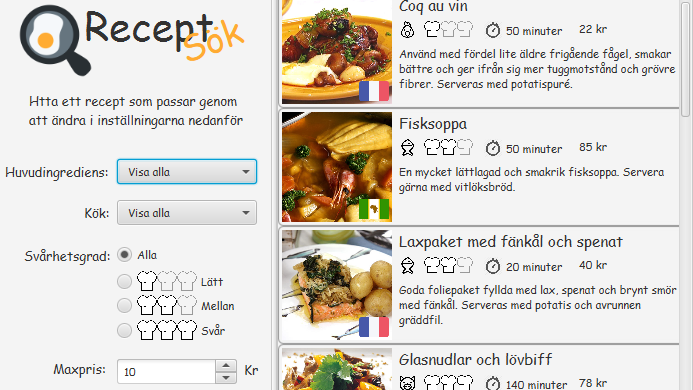 Recept
Sök
Htta ett recept som passar genom
att ändra i inställingarna nedanför
Huvudingrediens:
Visa alla
Kök:
Visa alla
Svårhetsgrad:
Alla
Lätt
Mellan
Svår
Maxpris:
10
Kr
Coq au vin
50 minuter
22 kr
Använd med fördel lite äldre frigående fågel, smakar
bättre och ger ifrån sig mer tuggmotstånd och grövre
fibrer. Serveras med potatispuré.
Fisksoppa
50 minuter
85 kr
En mycket lättlagad och smakrik fisksoppa. Servera
gärna med vitlöksbröd.
Laxpaket med fänkål och spenat
20 minuter
40 kr
Goda foliepaket fyllda med lax, spenat och brynt smör
med fänkål. Serveras med potatis och avrunnen
gräddfil.
Glasnudlar och lövbiff
140 minuter
78 kr